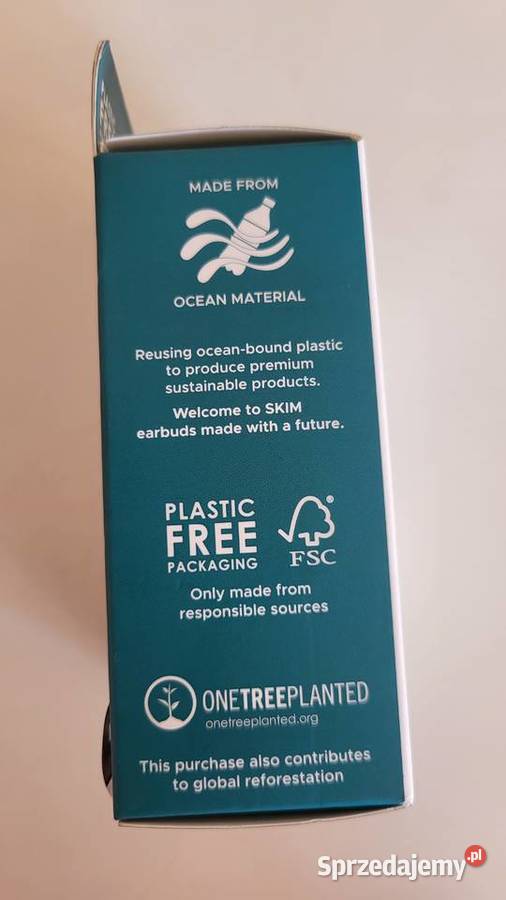 MADE FROM
OCEAN MATERIAL
Reusing ocean-bound plastic
to produce premium
sustainable products.
Welcome to SKIM
earbuds made with a future.
PLASTIC
FREE
PACKAGING
FSC
Only made from
responsible sources
ONETREEPLANTED
onetreeplanted.org
This purchase also contributes
to global reforestation
Sprzedajemy.pl